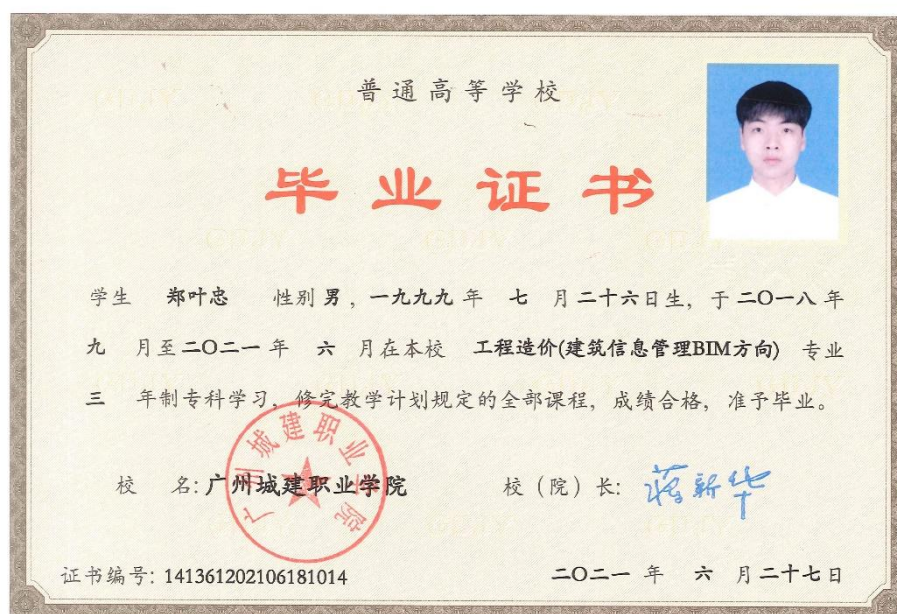 普通高等学校
毕业证书
学生 郑叶忠 性别 男，一九九九 年 七 月 二十六日生，于 二〇一八 年
九 月至 二〇二一 年 六 月在本校 工程造价(建筑信息管理BIM方向) 专业
三 年制专科学习，修完教学计划规定的全部课程，成绩合格，准予毕业。
广州城建职业学院
校 名: 广州城建职业学院 校（院）长: 蒋新华
证书编号: 141361202106181014 二〇二一 年 六 月 二十七日